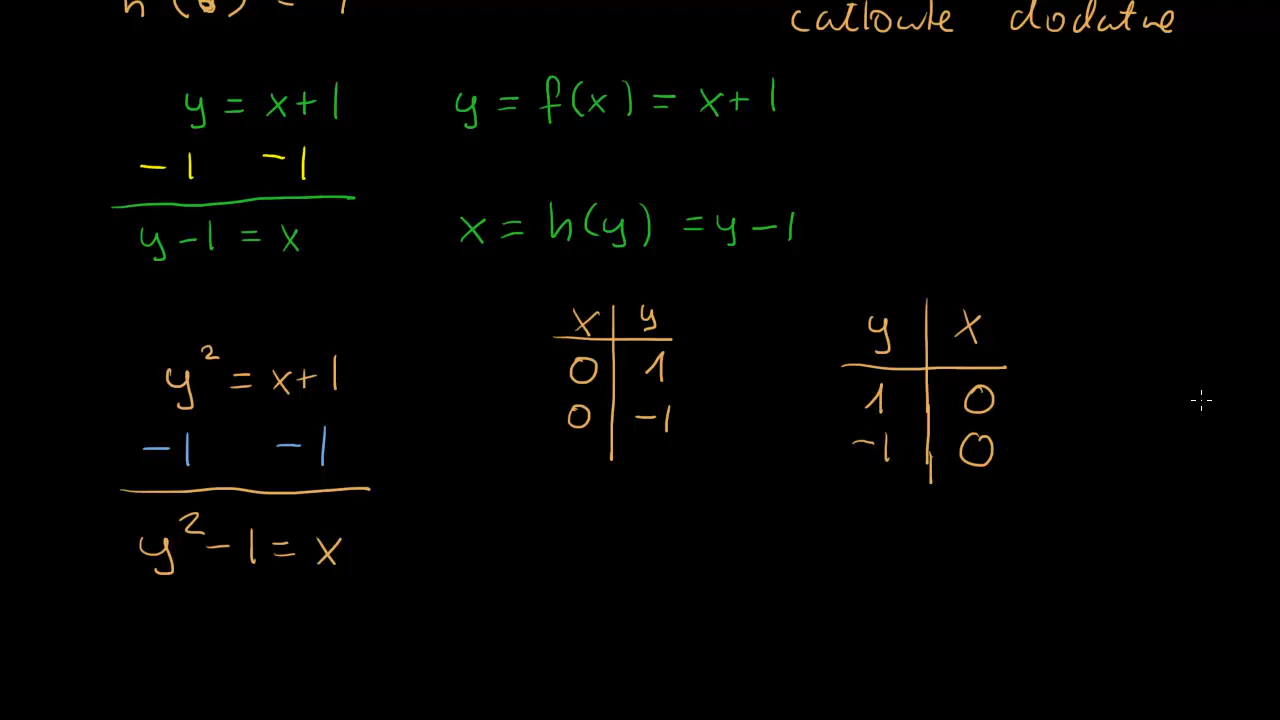 całkowite dodatnie
y = x+1
y = f(x) = x+1
-1 -1
y-1 = x
x = h(y) = y-1
x y
0 1
0 -1
y x
1 0
-1 0
y² = x+1
-1 -1
y²-1 = x